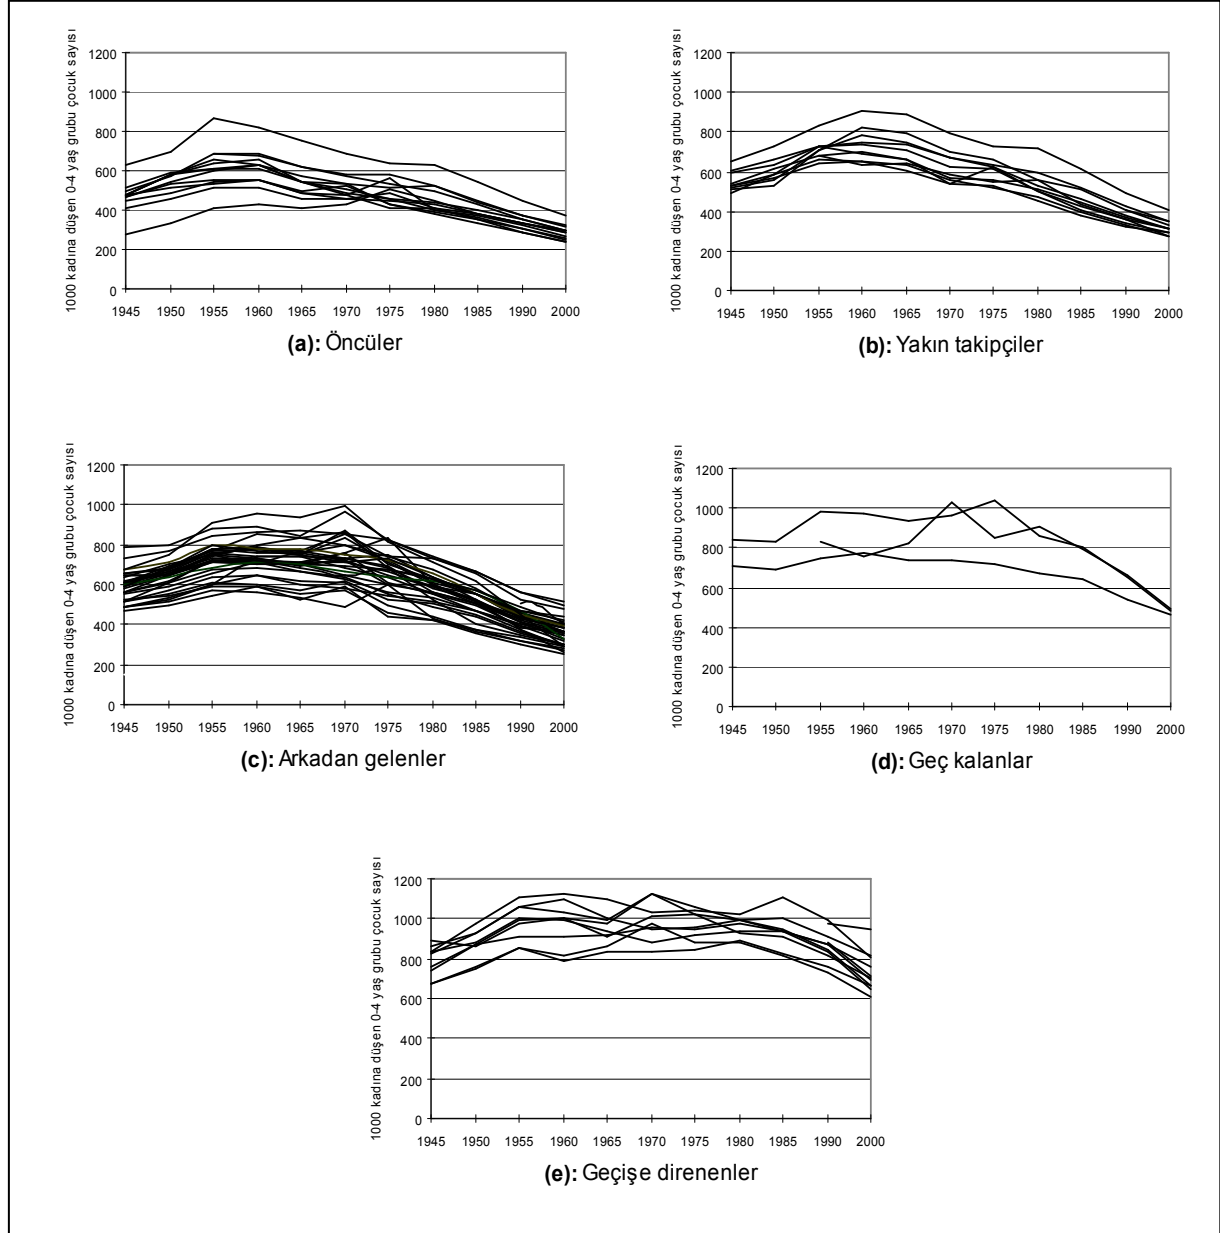 1000 kadına düşen 0-4 yaş grubu çocuk sayısı
1200
1000
800
600
400
200
0
1945 1950 1955 1960 1965 1970 1975 1980 1985 1990 2000
(a): Öncüler
1000 kadına düşen 0-4 yaş grubu çocuk sayısı
1200
1000
800
600
400
200
0
1945 1950 1955 1960 1965 1970 1975 1980 1985 1990 2000
(b): Yakın takipçiler
1000 kadına düşen 0-4 yaş grubu çocuk sayısı
1200
1000
800
600
400
200
0
1945 1950 1955 1960 1965 1970 1975 1980 1985 1990 2000
(c): Arkadan gelenler
1000 kadına düşen 0-4 yaş grubu çocuk sayısı
1200
1000
800
600
400
200
0
1945 1950 1955 1960 1965 1970 1975 1980 1985 1990 2000
(d): Geç kalanlar
1000 kadına düşen 0-4 yaş grubu çocuk sayısı
1200
1000
800
600
400
200
0
1945 1950 1955 1960 1965 1970 1975 1980 1985 1990 2000
(e): Geçişe direnenler